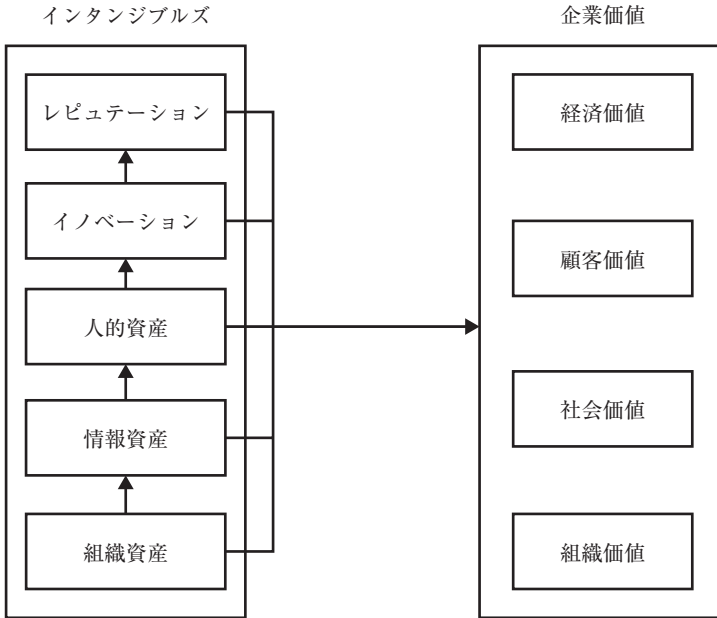 インタンジブルズ
レピュテーション
イノベーション
人的資産
情報資産
組織資産
企業価値
経済価値
顧客価値
社会価値
組織価値